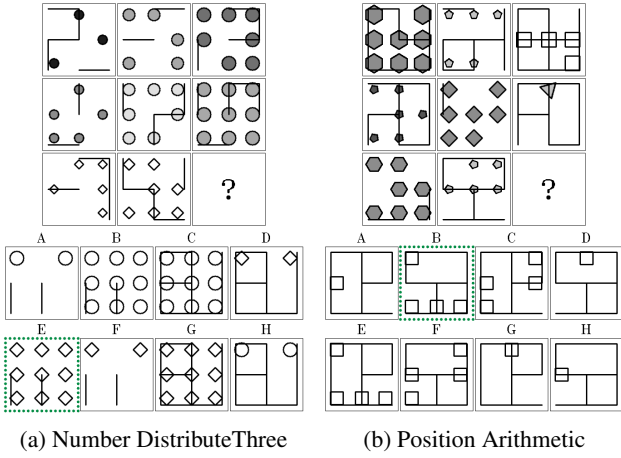 ?
?
A B C D
A B C D
E F G H
E F G H
(a) Number DistributeThree
(b) Position Arithmetic